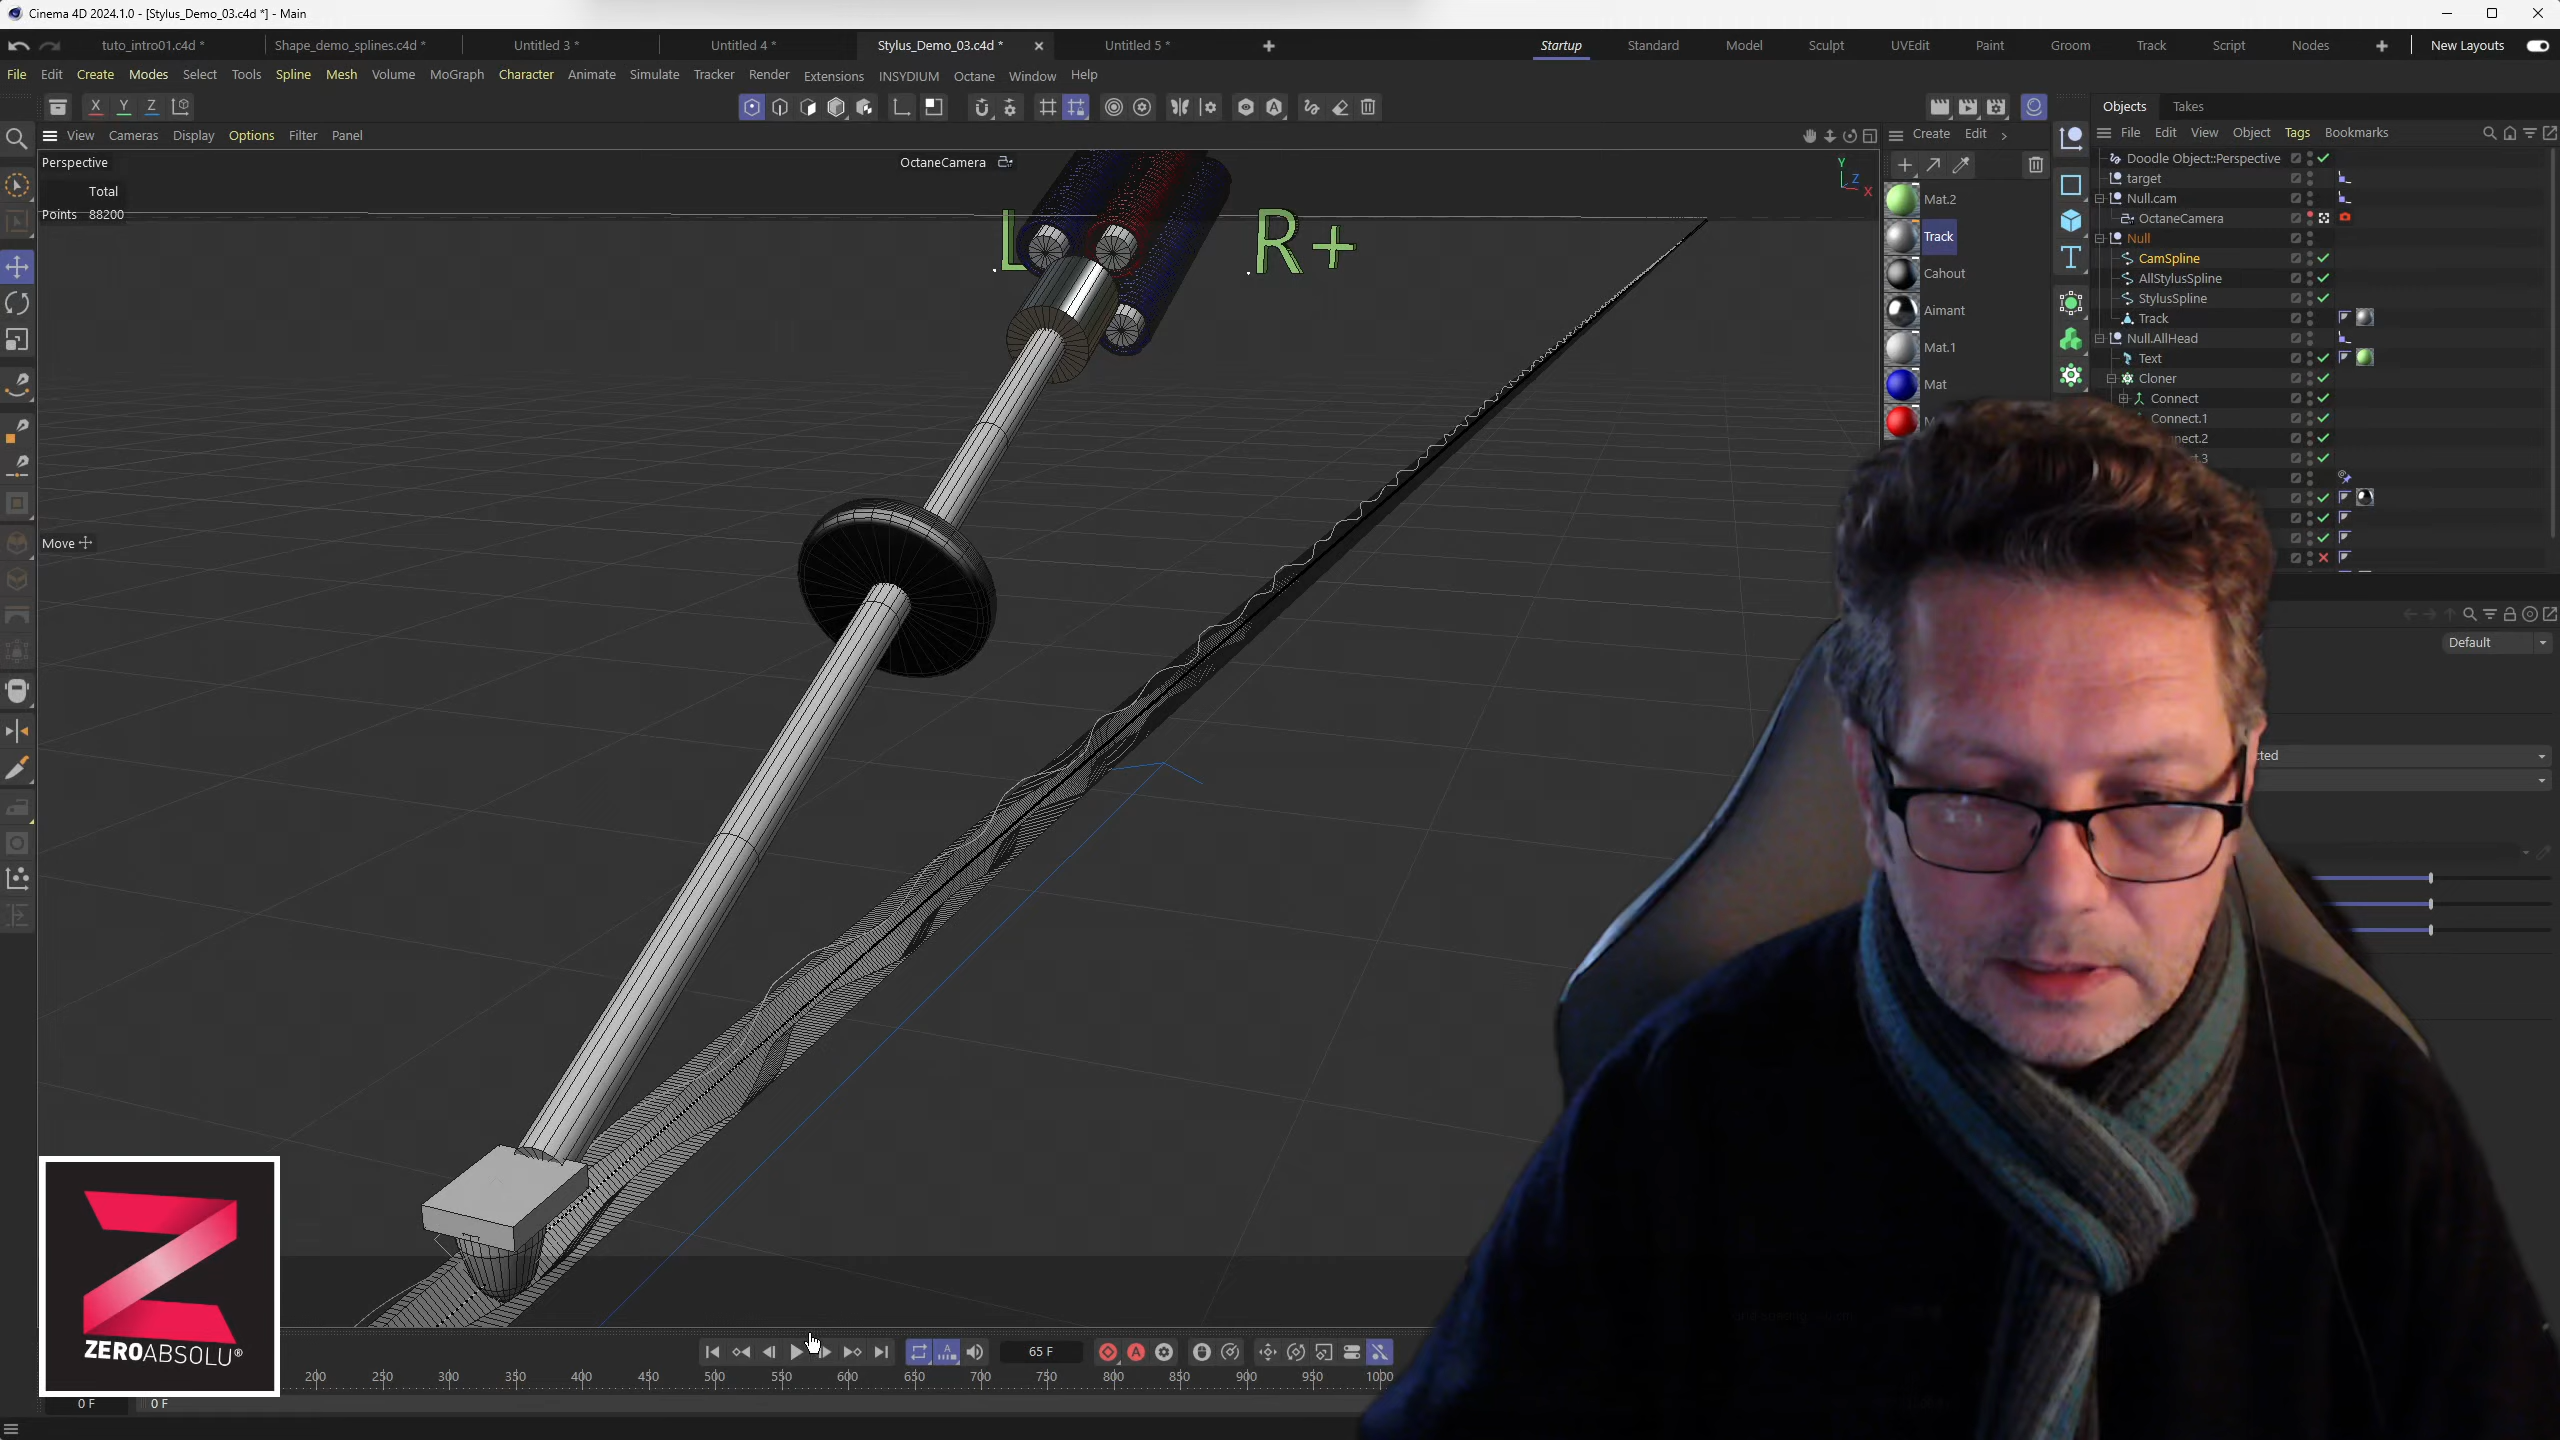 Cinema 4D 2024.1.0 - [Stylus_Demo_03.c4d *] - Main
tuto_intro01.c4d *
Shape_demo_splines.c4d *
Untitled 3 *
Untitled 4 *
Stylus_Demo_03.c4d *
Untitled 5 *
Startup
Standard
Model
Sculpt
UVEdit
Paint
Groom
Track
Script
Nodes
New Layouts
File Edit Create Modes Select Tools Spline Mesh Volume MoGraph Character Animate Simulate Tracker Render Extensions INSYDIUM Octane Window Help
X Y Z
Objects Takes
View Cameras Display Options Filter Panel
Create Edit
File Edit View Object Tags Bookmarks
Perspective
OctaneCamera
Total
Points 88200
Y
Z
X
L
R+
Move
Mat.2
Track
Cahout
Aimant
Mat.1
Mat
Doodle Object::Perspective
target
Null.cam
OctaneCamera
Null
CamSpline
AllStylusSpline
StylusSpline
Track
Null.AllHead
Text
Cloner
Connect
Connect.1
nect.2
Default
cted
ZEROABSOLU®
65 F
200 250 300 350 400 450 500 550 600 650 700 750 800 850 900 950 1000
0 F
0 F